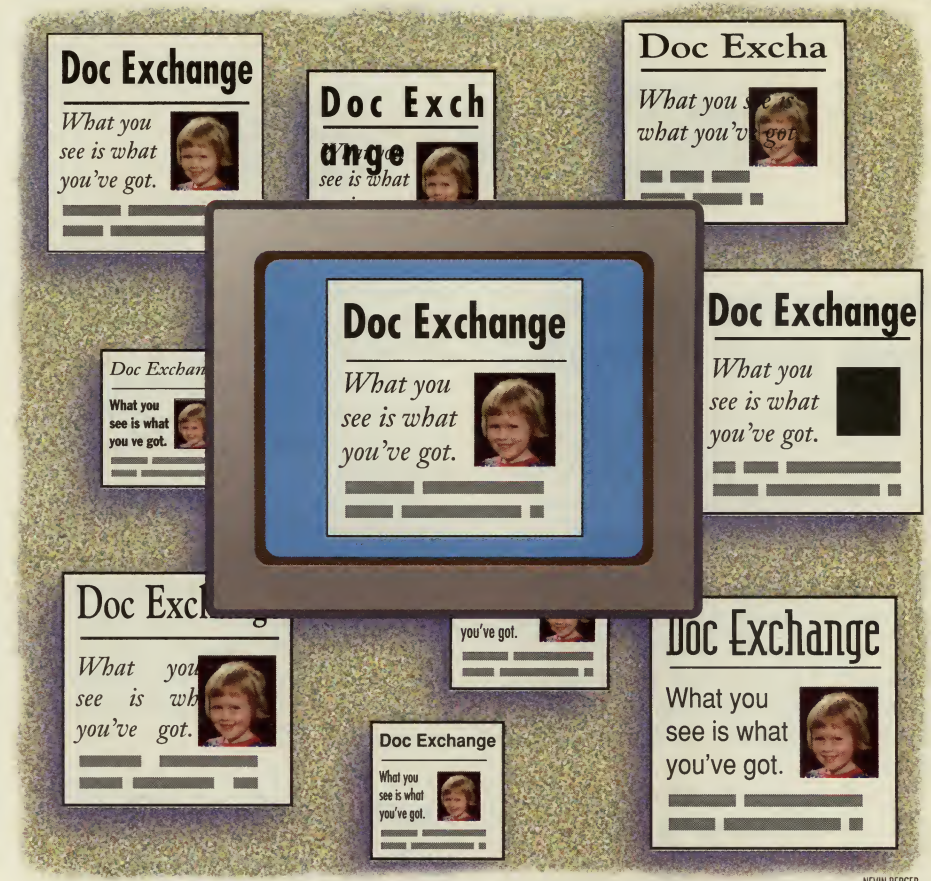 Doc Exchange
What you
see is what
you've got.
Doc Exch
ange
see is what
Doc Excha
What you see is
what you've got.
Doc Exchange
What you
see is what
you've got.
Doc Exchan
What you
see is what
you ve got.
Doc Exchange
What you
see is what
you've got.
Doc Exc
What you
see is wh
you've got.
you've got.
Doc Exchange
What you
see is what
you've got.
Doc Exchange
What you
see is what
you've got.
NEVIN BERGER